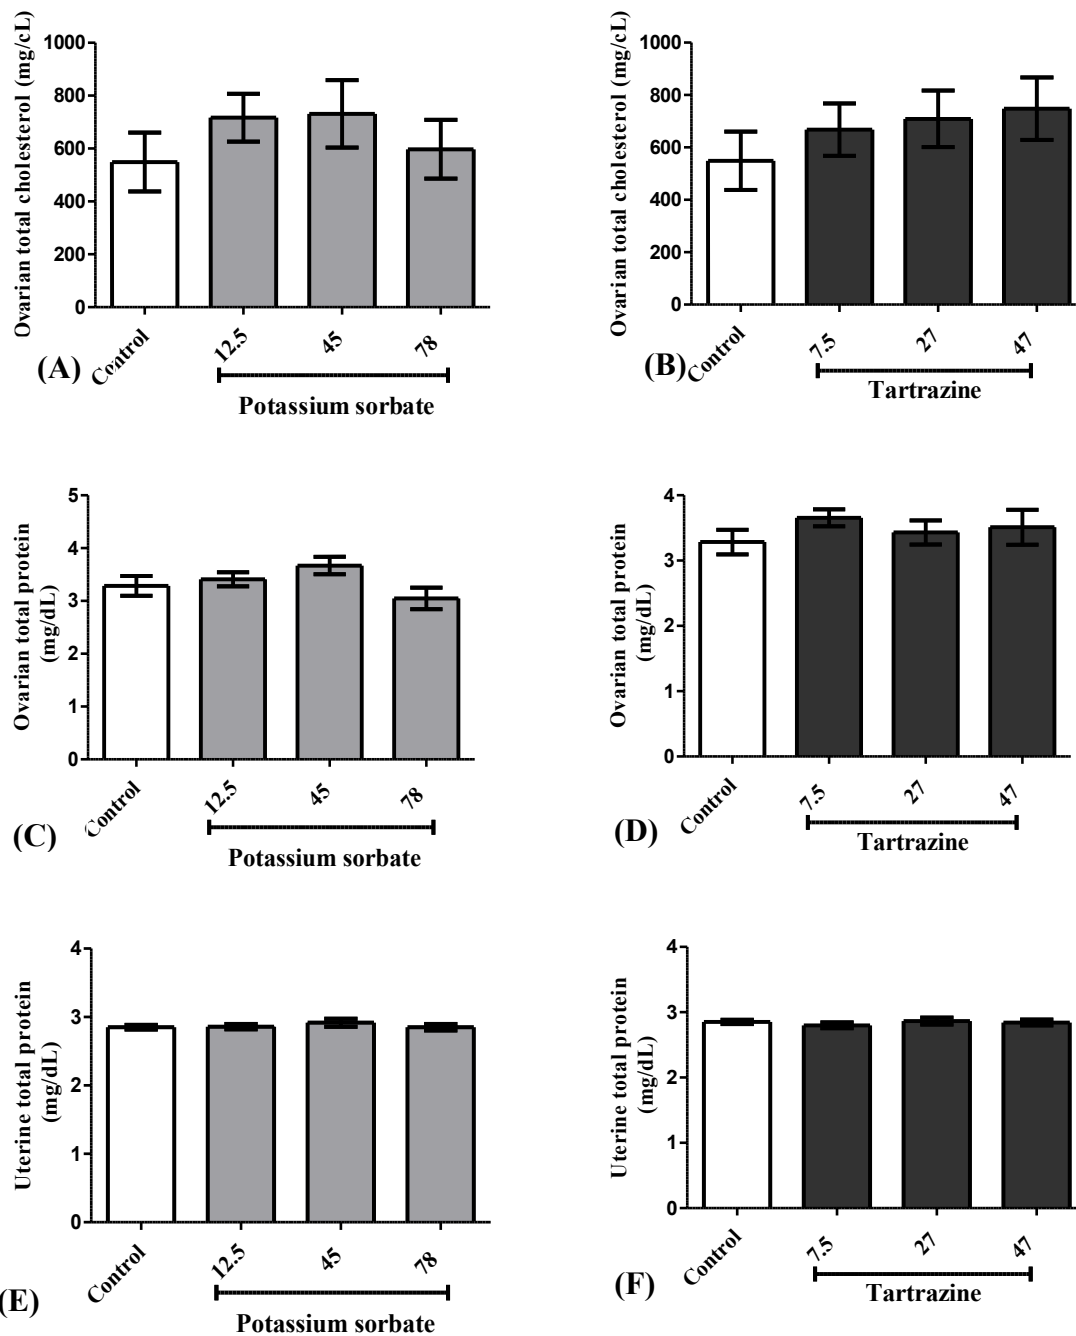 Ovarian total cholesterol (mg/cL)
1000
800
600
400
200
0
Control
12.5
45
78
Potassium sorbate
(A)
Ovarian total cholesterol (mg/cL)
1000
800
600
400
200
0
Control
7.5
27
47
Tartrazine
(B)
Ovarian total protein
(mg/dL)
5
4
3
2
1
0
Control
12.5
45
78
Potassium sorbate
(C)
Ovarian total protein
(mg/dL)
4
3
2
1
0
Control
7.5
27
47
Tartrazine
(D)
Uterine total protein
(mg/dL)
4
3
2
1
0
Control
12.5
45
78
Potassium sorbate
(E)
Uterine total protein
(mg/dL)
4
3
2
1
0
Control
7.5
27
47
Tartrazine
(F)